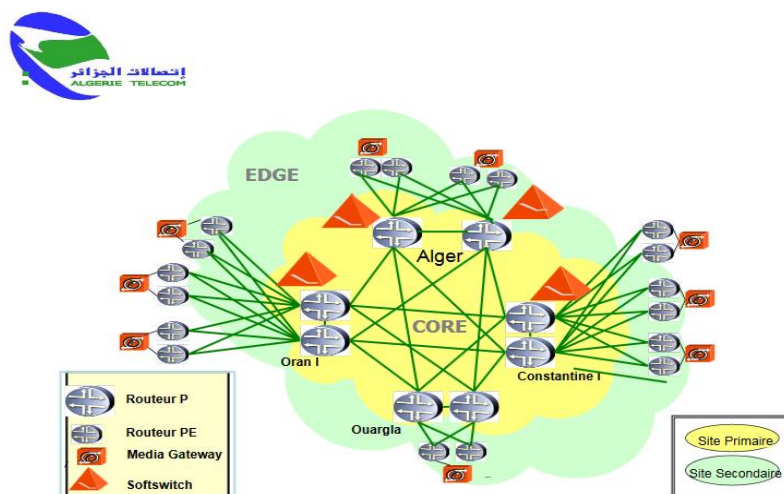 إتصالات الجزائر
ALGERIE TELECOM
EDGE
Alger
CORE
Oran I
Constantine I
Ouargla
Routeur P
Routeur PE
Media Gateway
Softswitch
Site Primaire
Site Secondaire